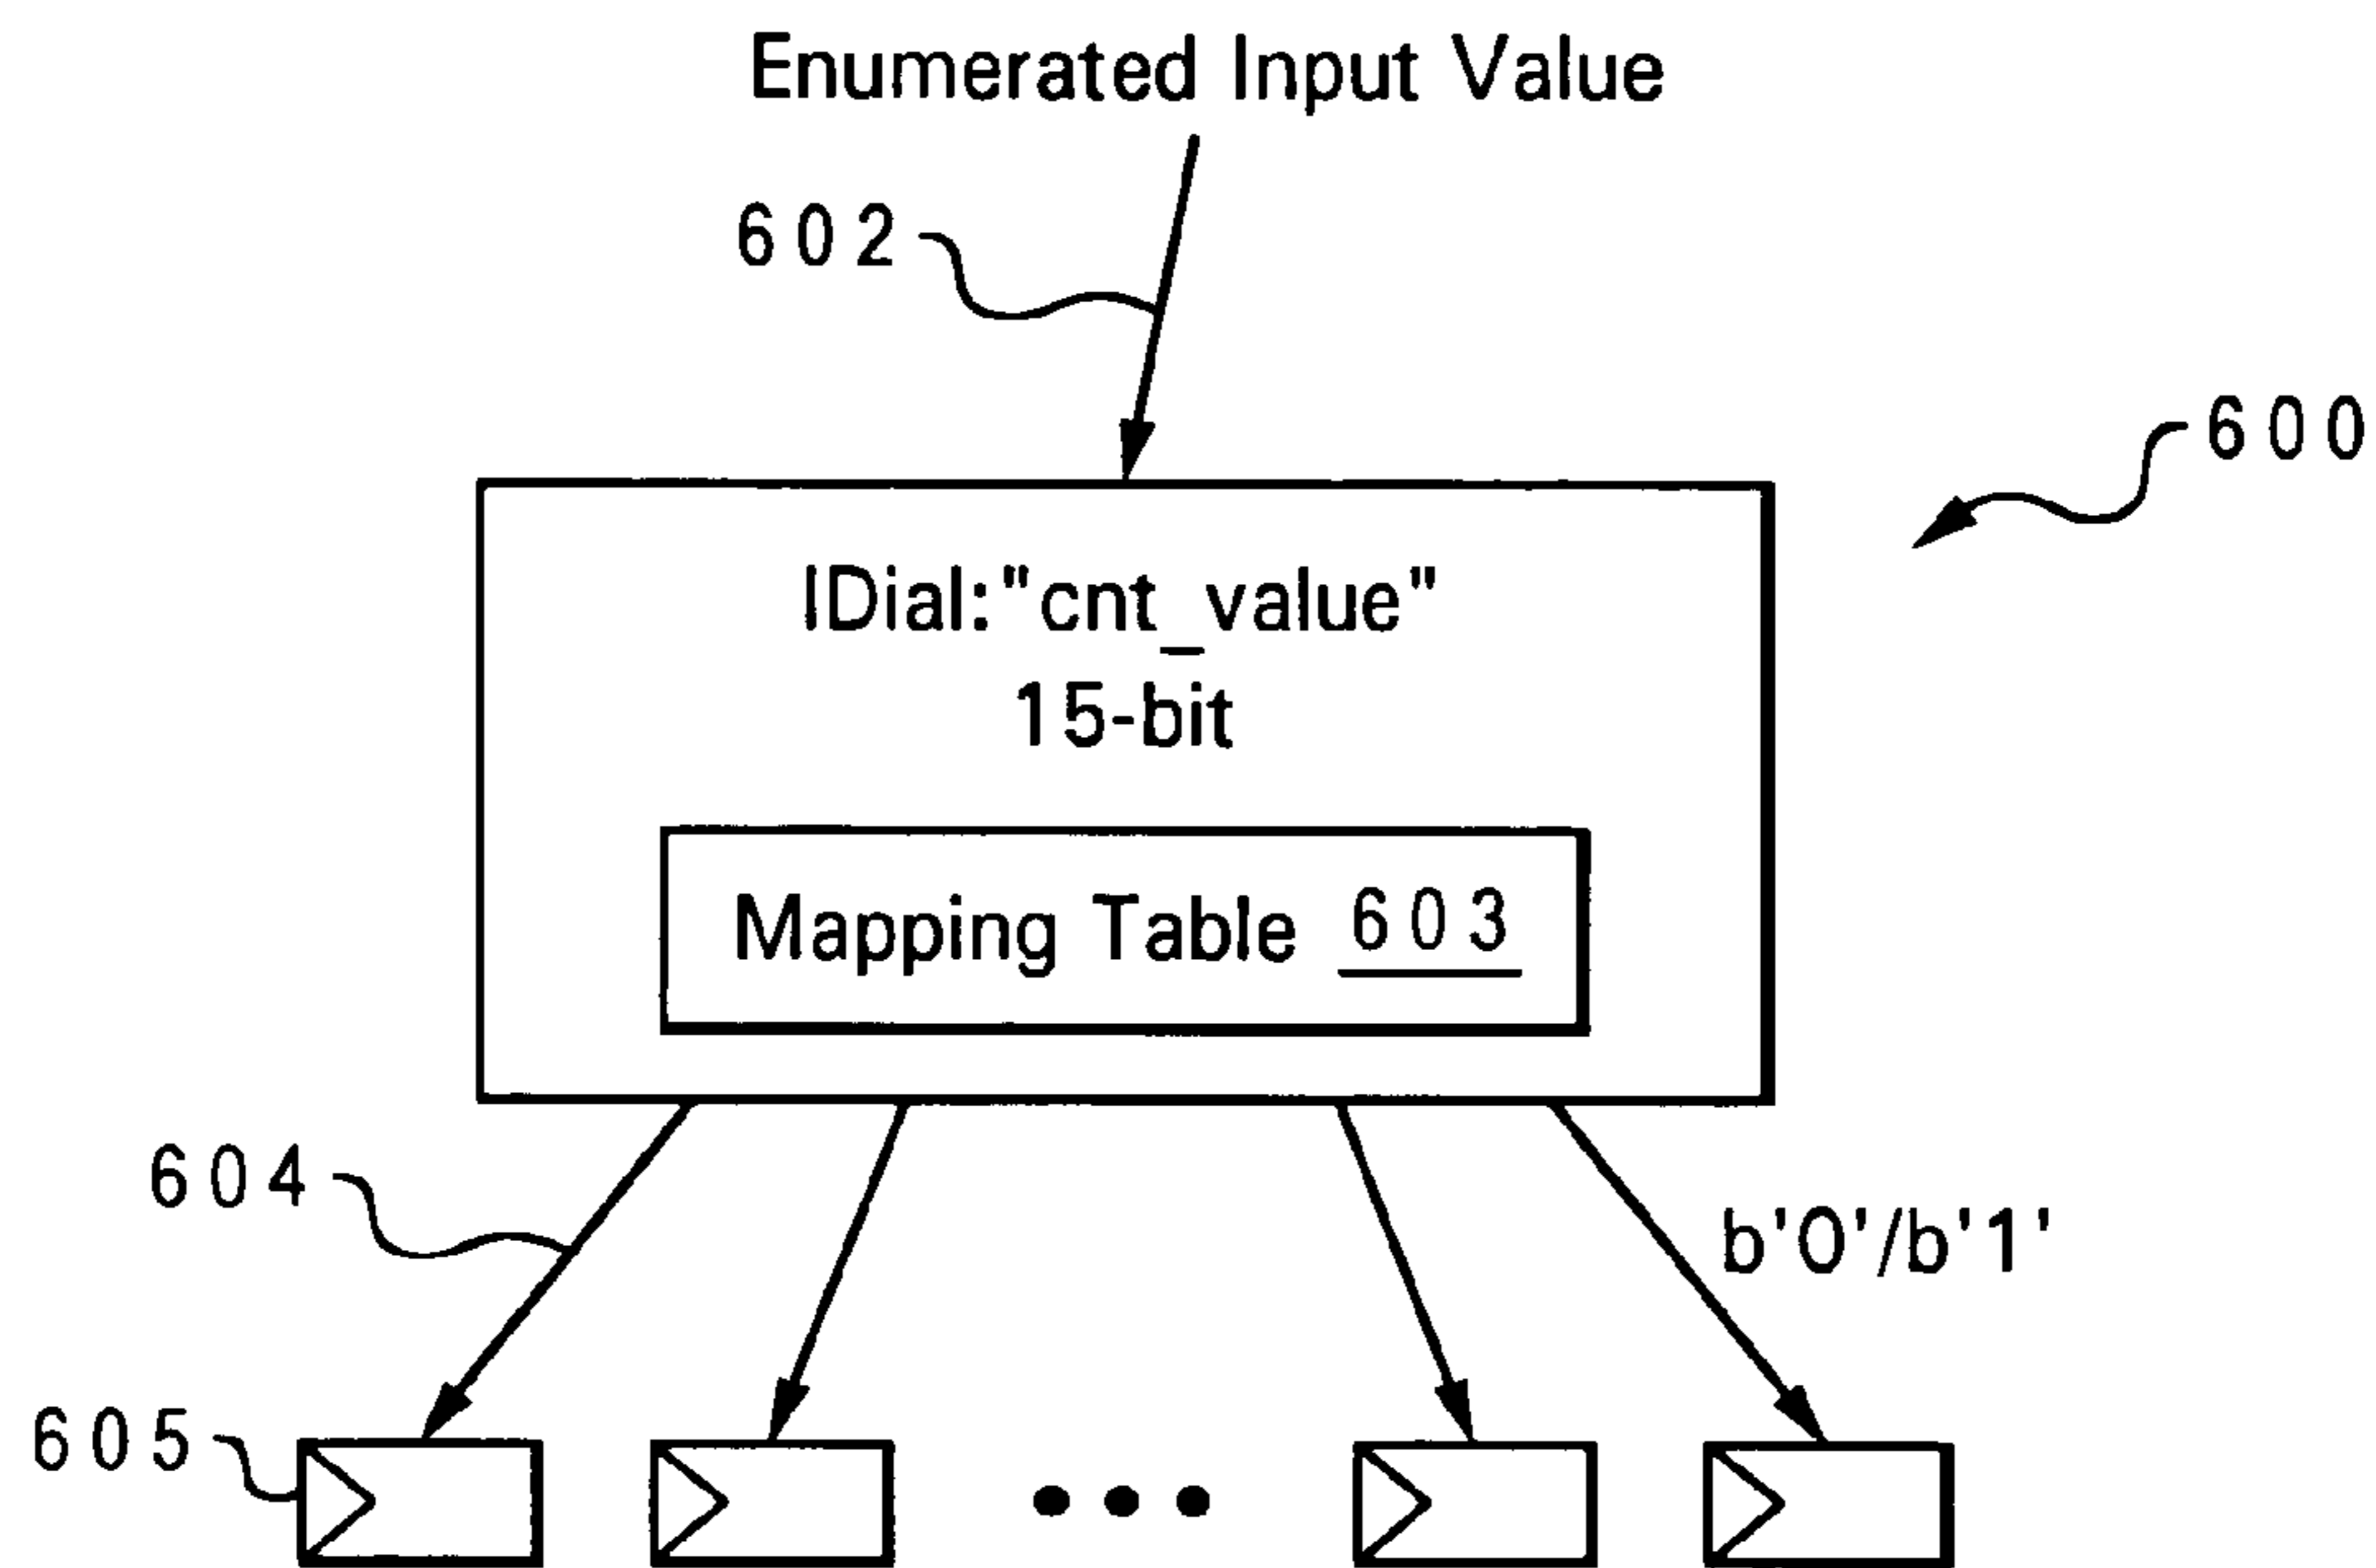 Enumerated Input Value
602
600
IDial:"cnt_value"
15-bit
Mapping Table 603
604
b'0'/b'1'
605